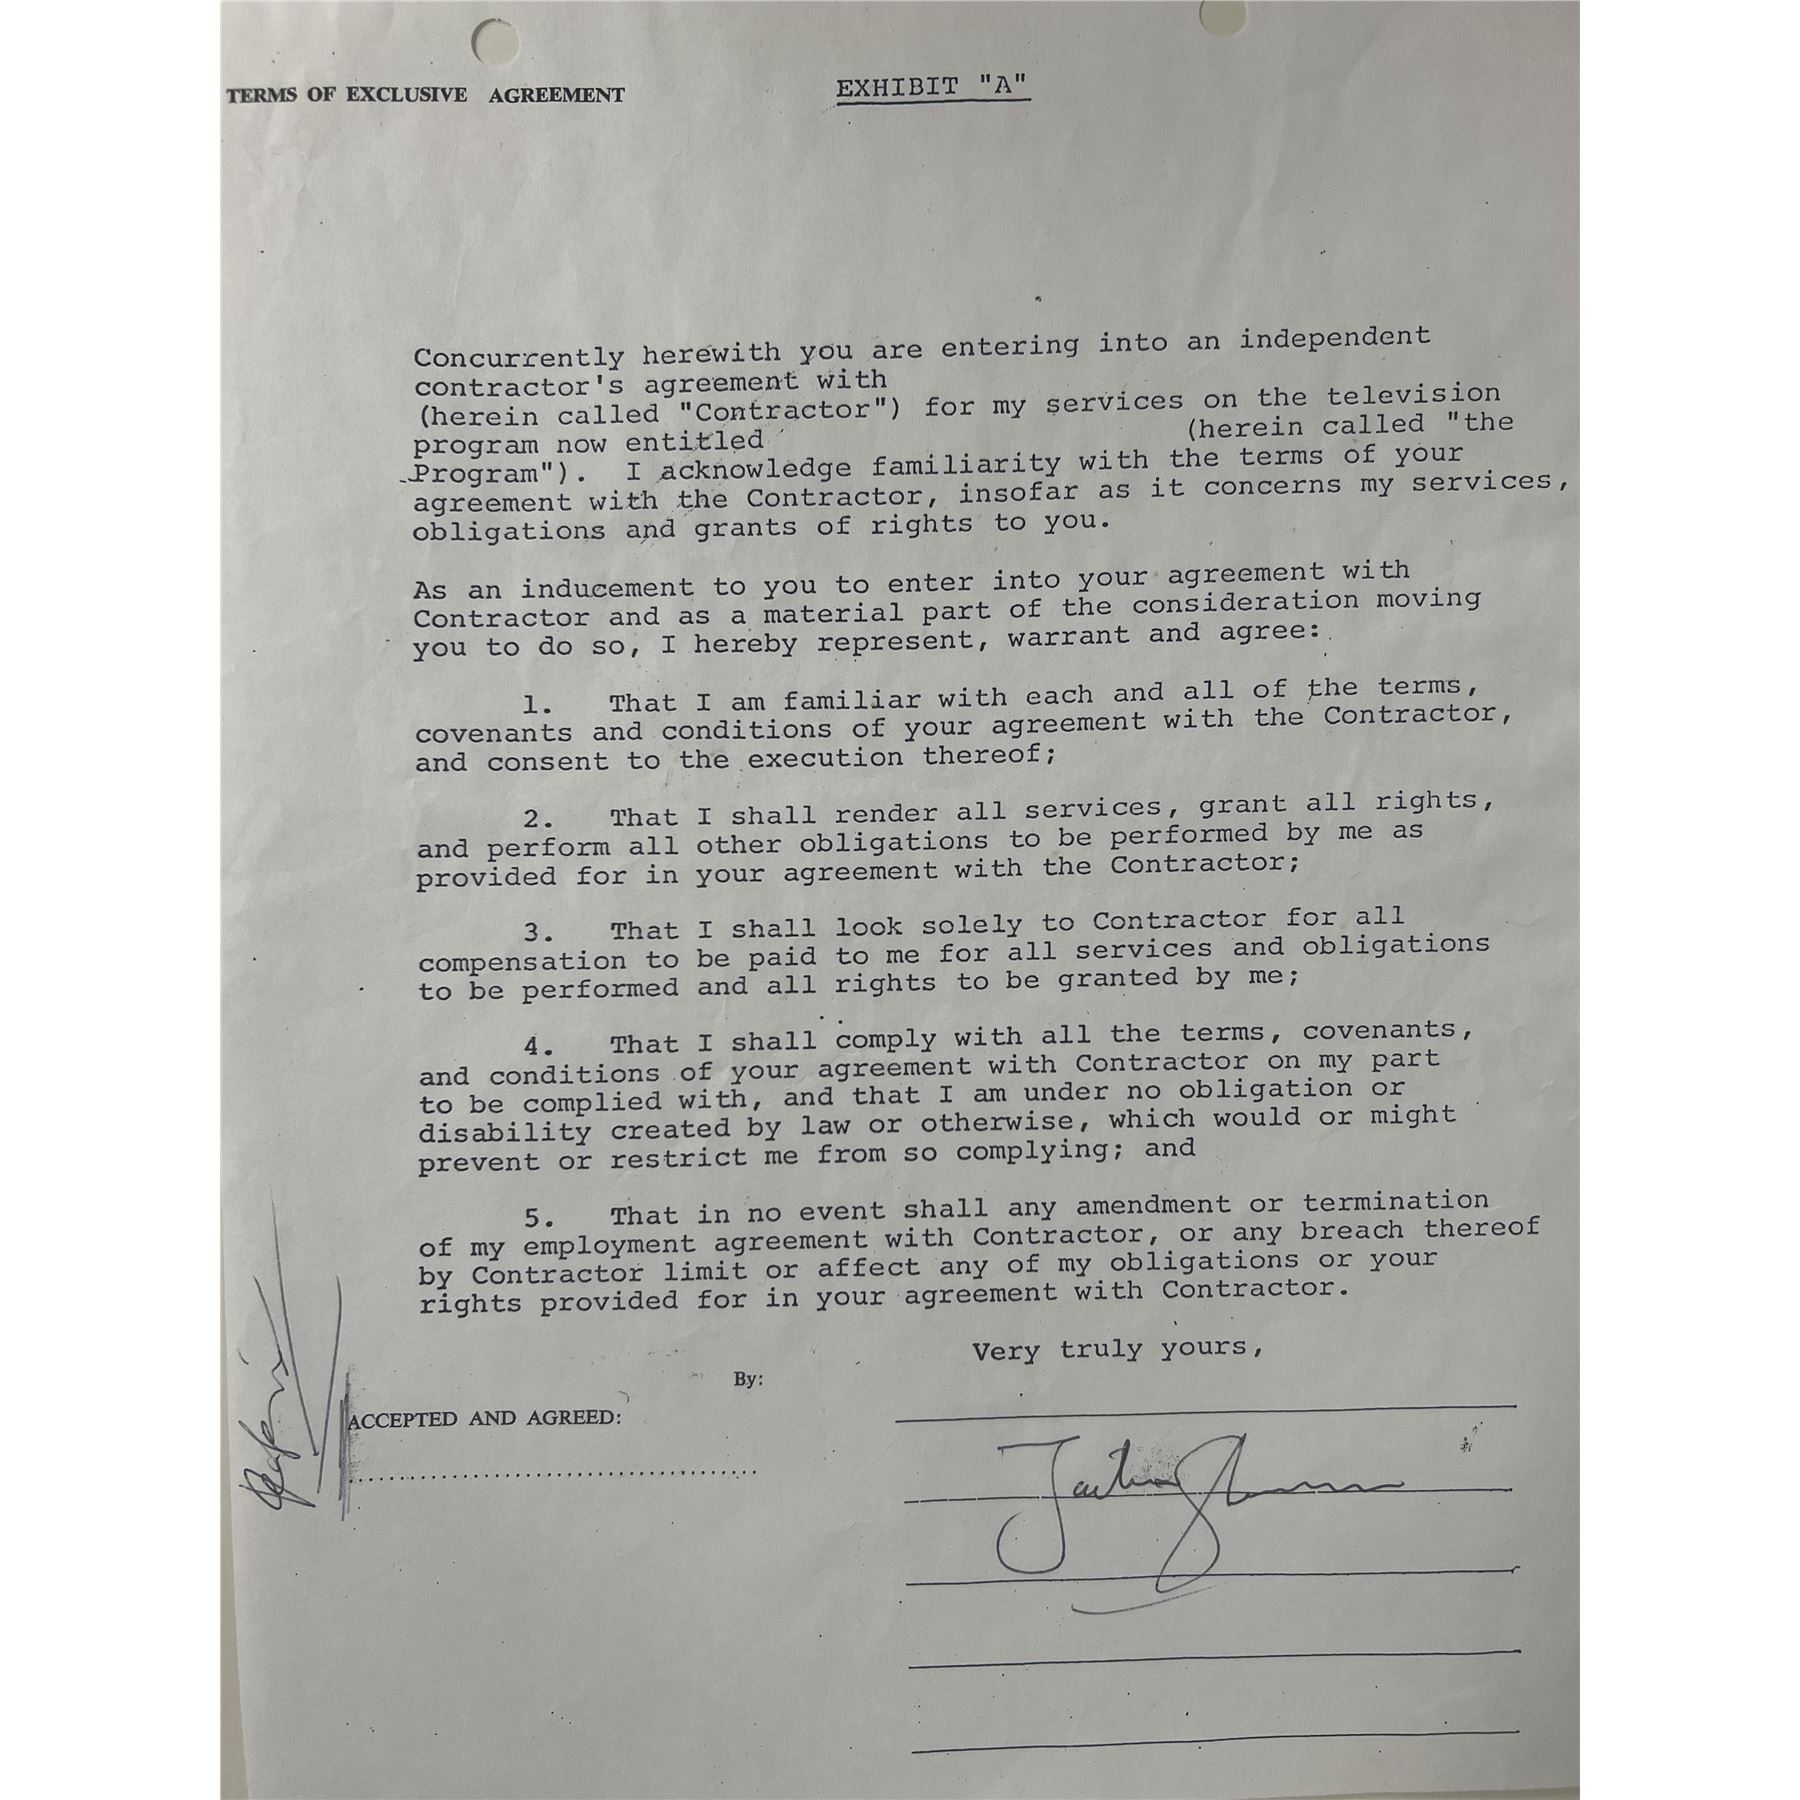 TERMS OF EXCLUSIVE AGREEMENT
EXHIBIT "A"
Concurrently herewith you are entering into an independent
contractor's agreement with
(herein called "Contractor") for my services on the television
program now entitled (herein called "the
Program"). I acknowledge familiarity with the terms of your
agreement with the Contractor, insofar as it concerns my services,
obligations and grants of rights to you.
As an inducement to you to enter into your agreement with
Contractor and as a material part of the consideration moving
you to do so, I hereby represent, warrant and agree:
1. That I am familiar with each and all of the terms,
covenants and conditions of your agreement with the Contractor,
and consent to the execution thereof;
2. That I shall render all services, grant all rights,
and perform all other obligations to be performed by me as
provided for in your agreement with the Contractor;
3. That I shall look solely to Contractor for all
compensation to be paid to me for all services and obligations
to be performed and all rights to be granted by me;
4. That I shall comply with all the terms, covenants,
and conditions of your agreement with Contractor on my part
to be complied with, and that I am under no obligation or
disability created by law or otherwise, which would or might
prevent or restrict me from so complying; and
5. That in no event shall any amendment or termination
of my employment agreement with Contractor, or any breach thereof
by Contractor limit or affect any of my obligations or your
rights provided for in your agreement with Contractor.
Very truly yours,
By:
ACCEPTED AND AGREED: